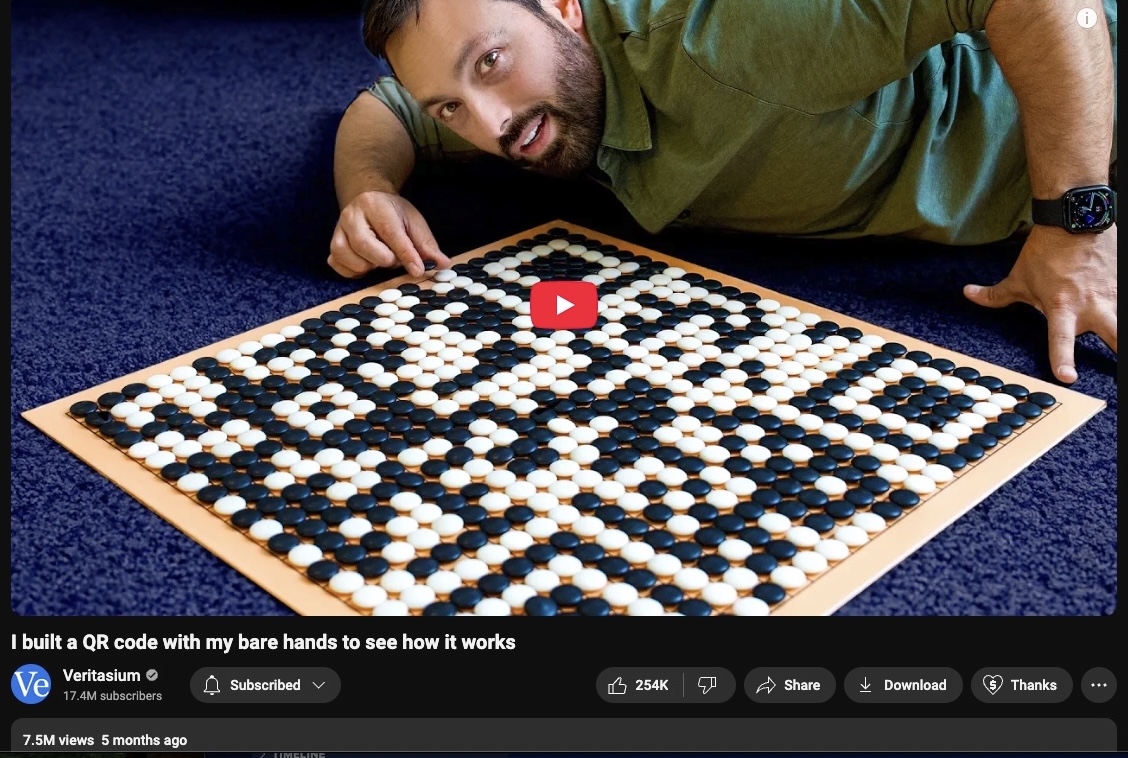 I built a QR code with my bare hands to see how it works
Ve
Veritasium
17.4M subscribers
Subscribed
254K
Share
Download
Thanks
7.5M views 5 months ago
TIMELINE